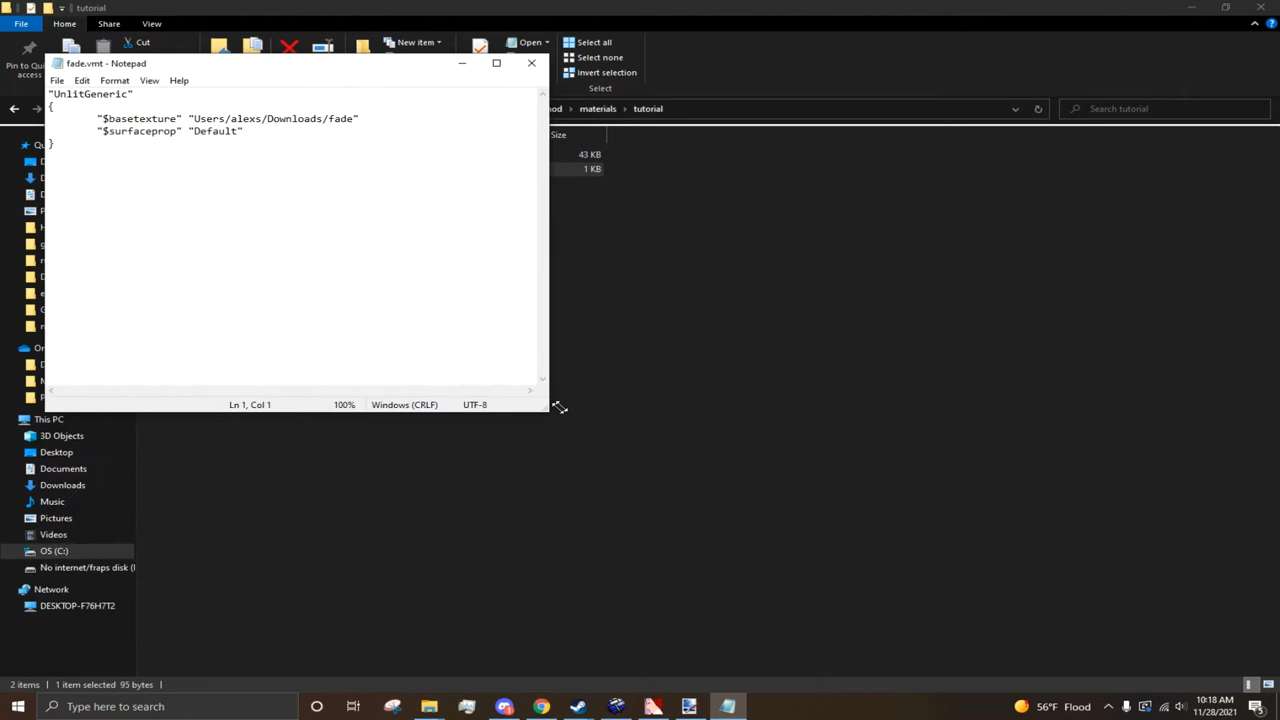 tutorial
File
Home
Share
View
Pin to Quick access
Cut
New item
Open
Select all
Select none
Invert selection
Select
fade.vmt - Notepad
File Edit Format View Help
"UnlitGeneric"
{
"$basetexture" "Users/alexs/Downloads/fade"
"$surfaceprop" "Default"
}
Ln 1, Col 1
100%
Windows (CRLF)
UTF-8
materials > tutorial
Search tutorial
Size
43 KB
1 KB
This PC
3D Objects
Desktop
Documents
Downloads
Music
Pictures
Videos
OS (C:)
No internet/fraps disk (
Network
DESKTOP-F76H7T2
2 items
1 item selected 95 bytes
Type here to search
56°F Flood
10:18 AM
11/28/2021